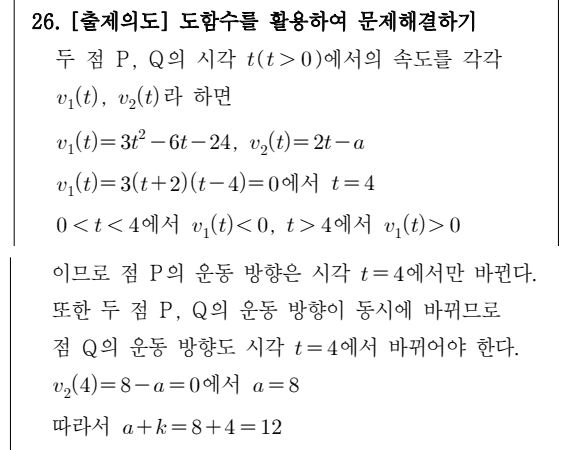 26. [출제의도] 도함수를 활용하여 문제해결하기
두 점 P, Q의 시각 t(t>0)에서의 속도를 각각
v₁(t), v₂(t)라 하면
v₁(t)=3t²-6t-24, v₂(t)=2t-a
v₁(t)=3(t+2)(t-4)=0에서 t=4
0<t<4에서 v₁(t)<0, t>4에서 v₁(t)>0
이므로 점 P의 운동 방향은 시각 t=4에서만 바뀐다.
또한 두 점 P, Q의 운동 방향이 동시에 바뀌므로
점 Q의 운동 방향도 시각 t=4에서 바뀌어야 한다.
v₂(4)=8-a=0에서 a=8
따라서 a+k=8+4=12